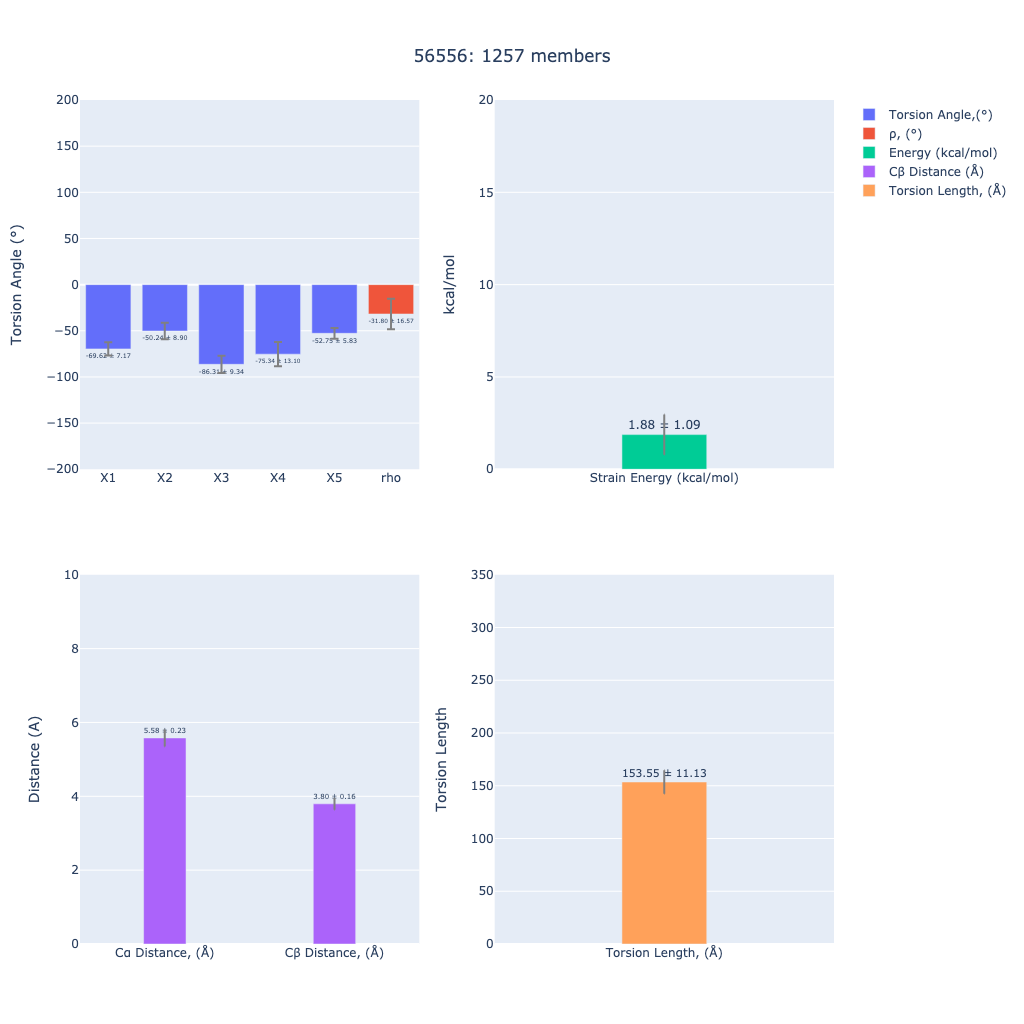 56556: 1257 members
Torsion Angle (°)
200
150
100
50
0
−50
−100
−150
−200
-69.62 ± 7.17
-50.24 ± 8.90
-86.31 ± 9.34
-75.34 ± 13.10
-52.75 ± 5.83
-31.80 ± 16.57
X1
X2
X3
X4
X5
rho
kcal/mol
20
15
10
5
0
1.88 ± 1.09
Strain Energy (kcal/mol)
Torsion Angle,(°)
ρ, (°)
Energy (kcal/mol)
Cβ Distance (Å)
Torsion Length, (Å)
Distance (A)
10
8
6
4
2
0
5.58 ± 0.23
3.80 ± 0.16
Cα Distance, (Å)
Cβ Distance, (Å)
Torsion Length
350
300
250
200
150
100
50
0
153.55 ± 11.13
Torsion Length, (Å)